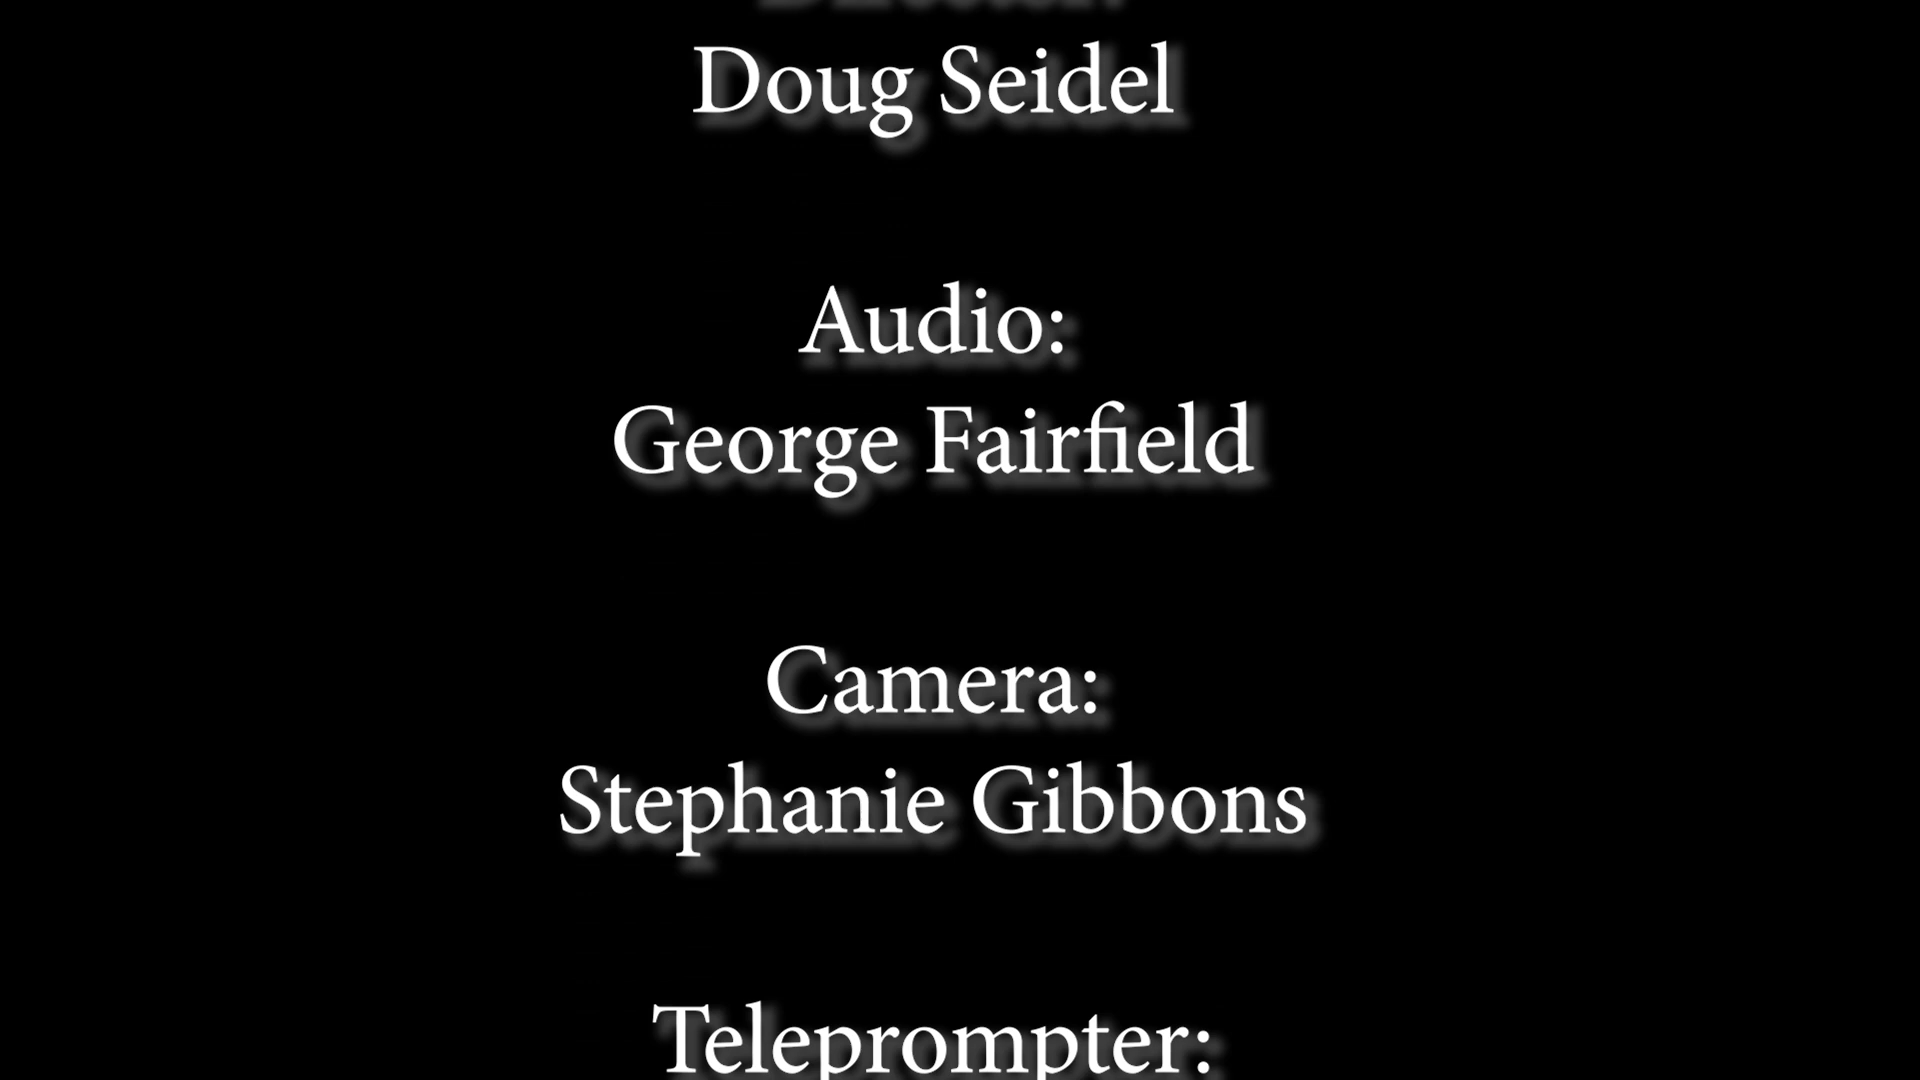 Doug Seidel
Audio:
George Fairfield
Camera:
Stephanie Gibbons
Teleprompter: